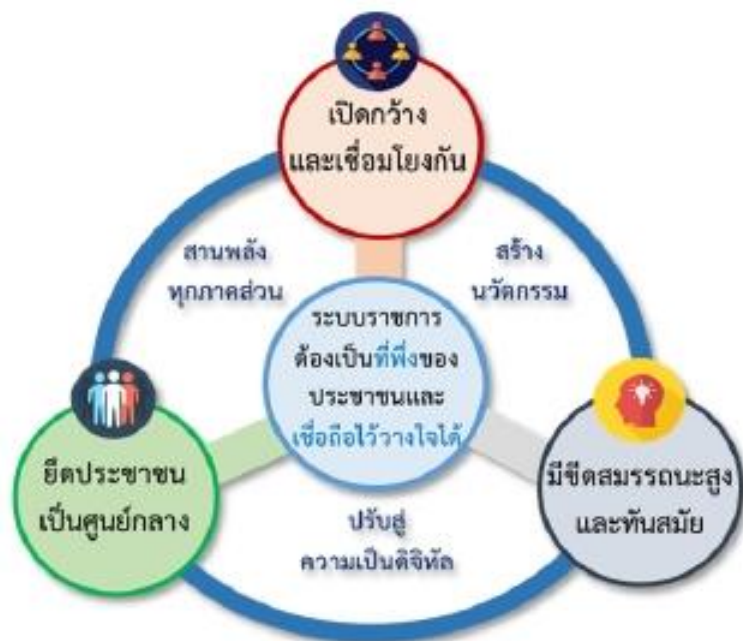 เปิดกว้าง
และเชื่อมโยงกัน
สานพลัง
ทุกภาคส่วน
สร้าง
นวัตกรรม
ระบบราชการ
ต้องเป็นที่พึ่งของ
ประชาชนและ
เชื่อถือไว้วางใจได้
ยึดประชาชน
เป็นศูนย์กลาง
มีขีดสมรรถนะสูง
และทันสมัย
ปรับสู่
ความเป็นดิจิทัล